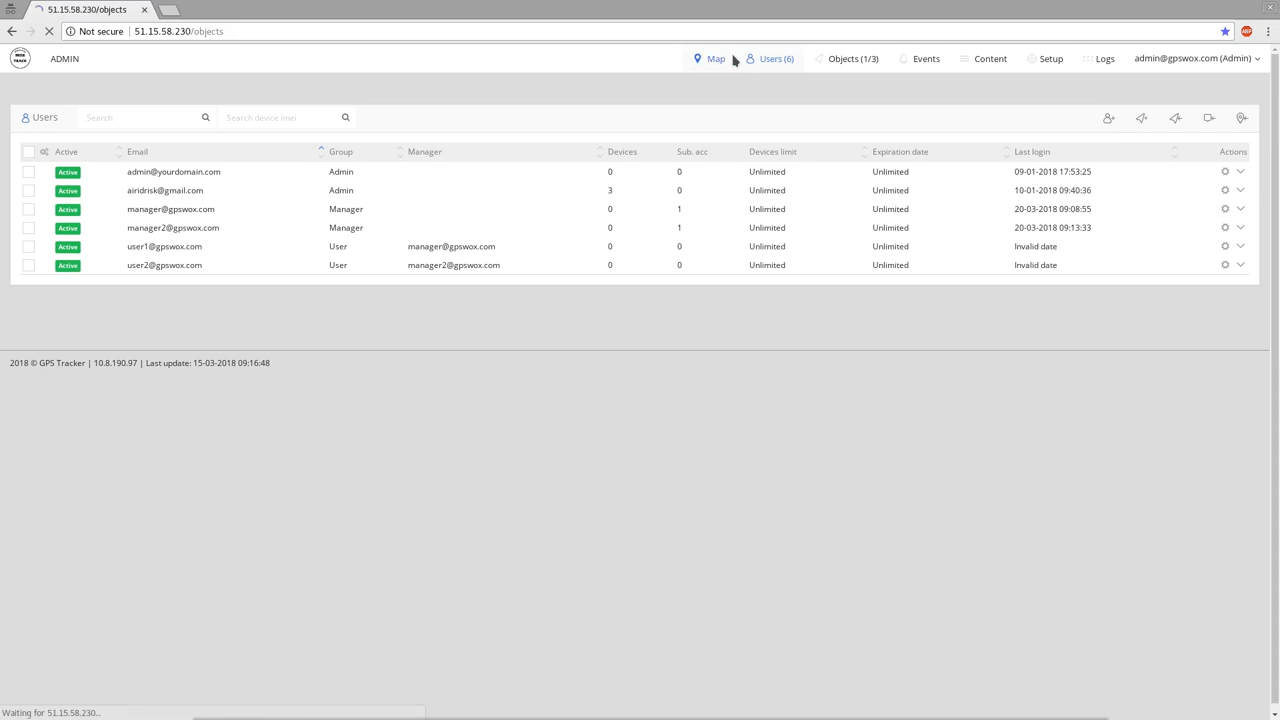 51.15.58.230/objects
Not secure 51.15.58.230/objects
ABP
ADMIN Map Users (6) Objects (1/3) Events Content Setup Logs admin@gpswox.com (Admin)
Users Search Search device imei
Active Email Group Manager Devices Sub. acc Devices limit Expiration date Last login Actions
Active admin@yourdomain.com Admin 0 0 Unlimited Unlimited 09-01-2018 17:53:25
Active airidrisk@gmail.com Admin 3 0 Unlimited Unlimited 10-01-2018 09:40:36
Active manager@gpswox.com Manager 0 1 Unlimited Unlimited 20-03-2018 09:08:55
Active manager2@gpswox.com Manager 0 1 Unlimited Unlimited 20-03-2018 09:13:33
Active user1@gpswox.com User manager@gpswox.com 0 0 Unlimited Unlimited Invalid date
Active user2@gpswox.com User manager2@gpswox.com 0 0 Unlimited Unlimited Invalid date
2018 © GPS Tracker | 10.8.190.97 | Last update: 15-03-2018 09:16:48
Waiting for 51.15.58.230...